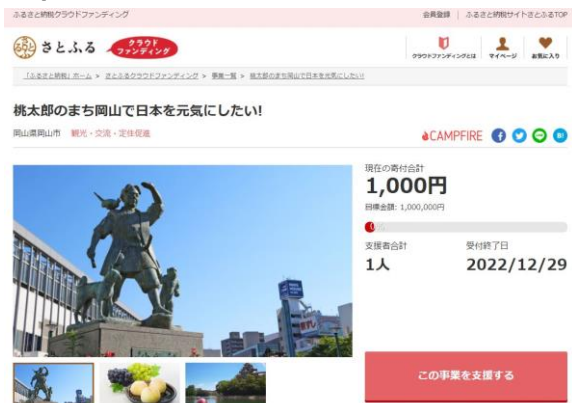 ふるさと納税クラウドファンディング
会員登録 | ふるさと納税サイトさとふるTOP
さとふる クラウドファンディング
クラウドファンディングとは マイページ お気に入り
「ふるさと納税」ホーム > さとふるクラウドファンディング > 事業一覧 > 桃太郎のまち岡山で日本を元気にしたい!
桃太郎のまち岡山で日本を元気にしたい!
岡山県岡山市 観光・交流・定住促進
CAMPFIRE
現在の寄付合計
1,000円
目標金額: 1,000,000円
支援者合計 受付終了日
1人 2022/12/29
この事業を支援する